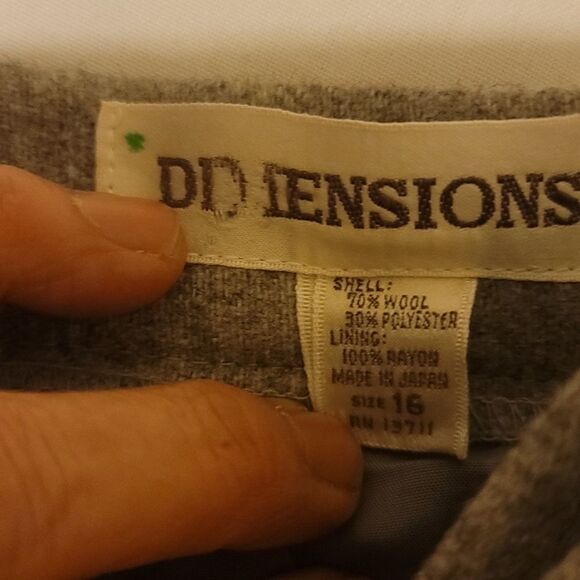 DIMENSIONS
SHELL:
70% WOOL
30% POLYESTER
LINING:
100% RAYON
MADE IN JAPAN
SIZE 16
RN 13711